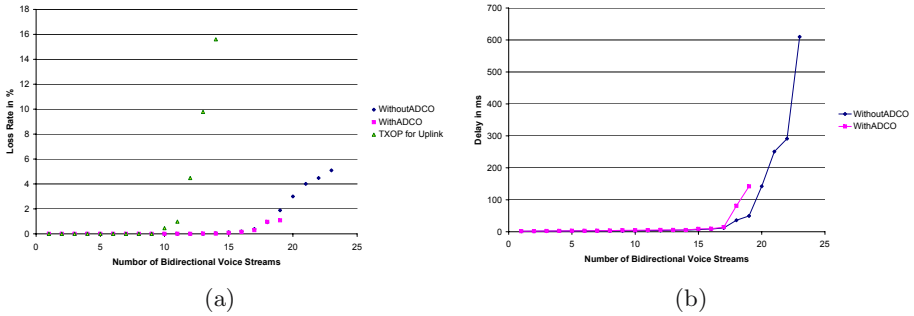 18
16
14
12
10
8
6
4
2
0
Loss Rate in %
0 5 10 15 20 25
Number of Bidirectional Voice Streams
WithoutADCO
WithADCO
TXOP for Uplink
(a)
700
600
500
400
300
200
100
0
Delay in ms
0 5 10 15 20 25
Number of Bidirectional Voice Streams
WithoutADCO
WithADCO
(b)